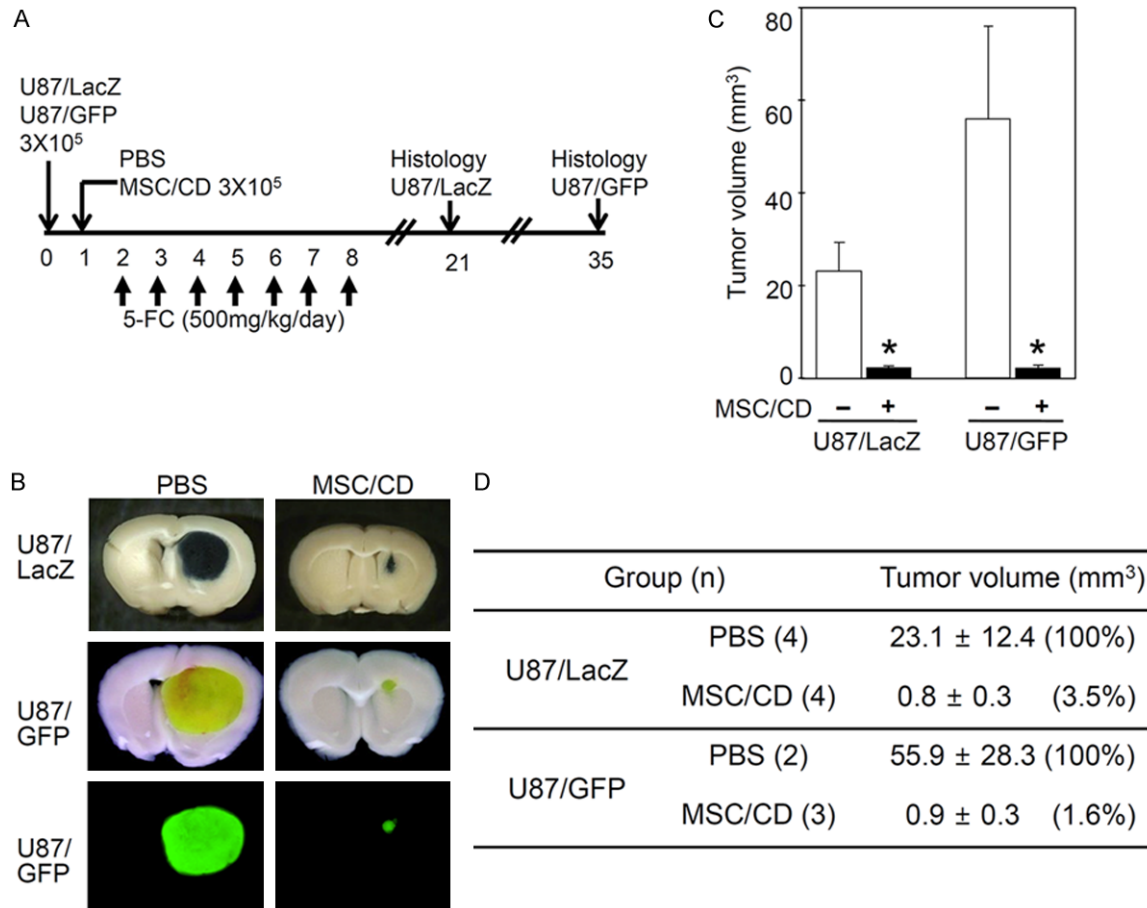 A
U87/LacZ
U87/GFP
3X10⁵
PBS
MSC/CD 3X10⁵
Histology
U87/LacZ
Histology
U87/GFP
0 1 2 3 4 5 6 7 8 21 35
5-FC (500mg/kg/day)
C
Tumor volume (mm³)
80
60
40
20
0
* *
MSC/CD − + − +
U87/LacZ U87/GFP
B
PBS MSC/CD
U87/
LacZ
U87/
GFP
U87/
GFP
D
Group (n) Tumor volume (mm³)
U87/LacZ
PBS (4) 23.1 ± 12.4 (100%)
MSC/CD (4) 0.8 ± 0.3 (3.5%)
U87/GFP
PBS (2) 55.9 ± 28.3 (100%)
MSC/CD (3) 0.9 ± 0.3 (1.6%)